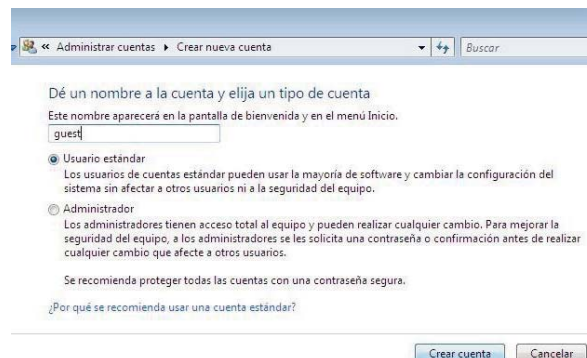 « Administrar cuentas ▸ Crear nueva cuenta
Buscar
Dé un nombre a la cuenta y elija un tipo de cuenta
Este nombre aparecerá en la pantalla de bienvenida y en el menú Inicio.
guest
Usuario estándar
Los usuarios de cuentas estándar pueden usar la mayoría de software y cambiar la configuración del
sistema sin afectar a otros usuarios ni a la seguridad del equipo.
Administrador
Los administradores tienen acceso total al equipo y pueden realizar cualquier cambio. Para mejorar la
seguridad del equipo, a los administradores se les solicita una contraseña o confirmación antes de realizar
cualquier cambio que afecte a otros usuarios.
Se recomienda proteger todas las cuentas con una contraseña segura.
¿Por qué se recomienda usar una cuenta estándar?
Crear cuenta
Cancelar